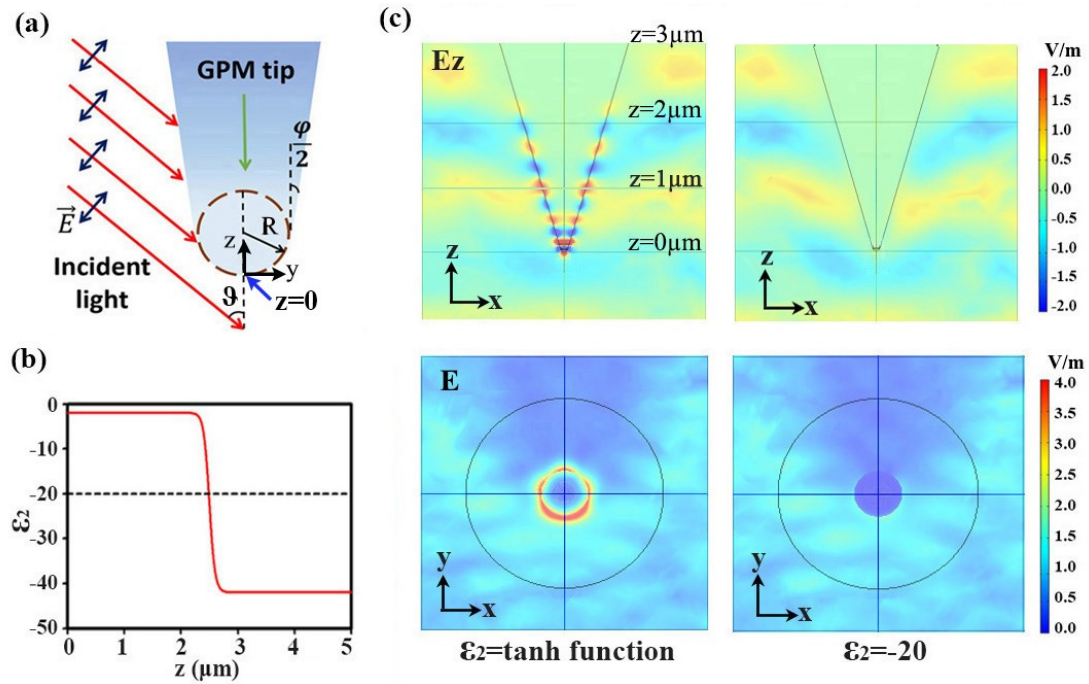 (a)
GPM tip
φ/2
R
z
y
E⃗
Incident
light
ϑ
z=0
(b)
0
-10
-20
-30
-40
-50
ε₂
0 1 2 3 4 5
z (μm)
(c)
Ez
z=3μm
z=2μm
z=1μm
z=0μm
z
x
z
x
V/m
2.0
1.5
1.0
0.5
0.0
-0.5
-1.0
-1.5
-2.0
E
y
x
y
x
V/m
4.0
3.5
3.0
2.5
2.0
1.5
1.0
0.5
0.0
ε₂=tanh function
ε₂=-20